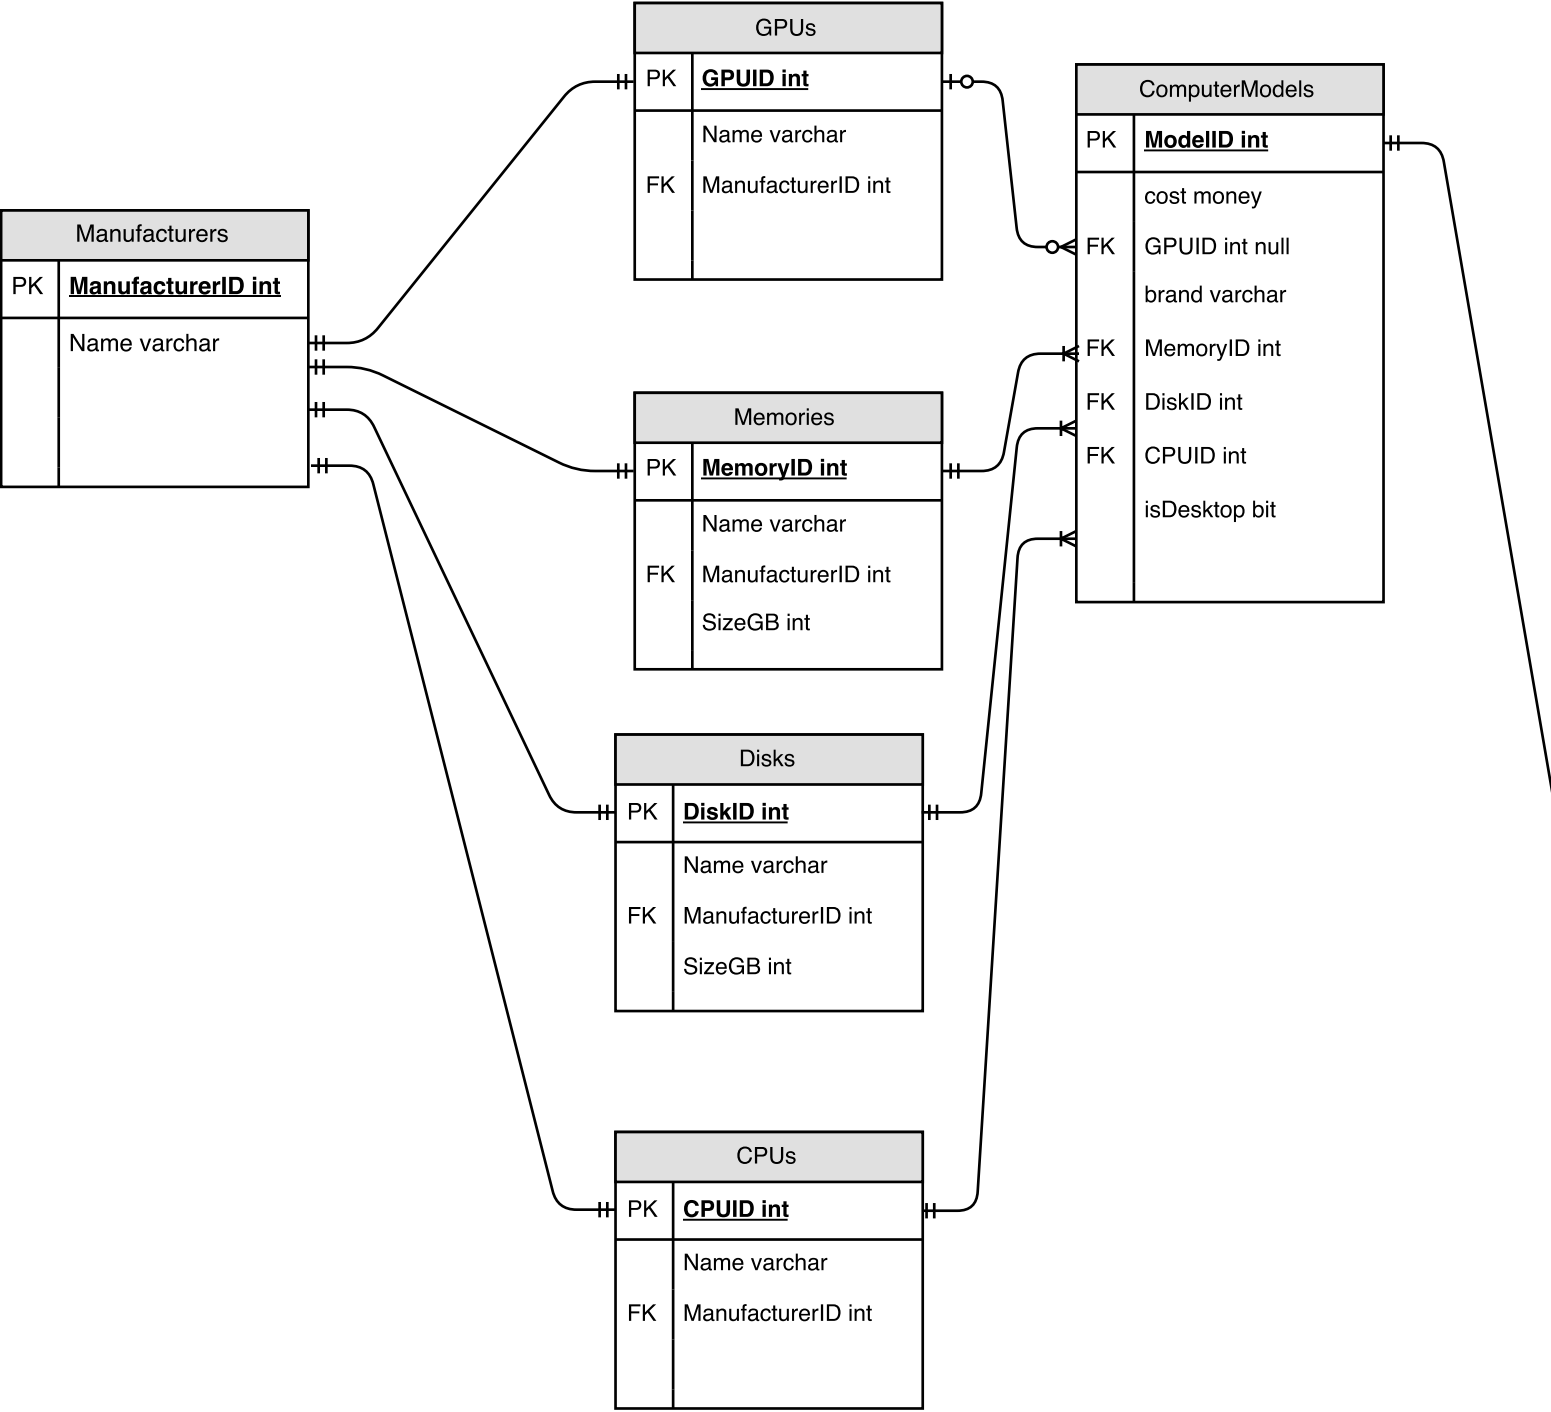 GPUs
PK GPUID int
Name varchar
FK ManufacturerID int
ComputerModels
PK ModelID int
cost money
FK GPUID int null
brand varchar
FK MemoryID int
FK DiskID int
FK CPUID int
isDesktop bit
Manufacturers
PK ManufacturerID int
Name varchar
Memories
PK MemoryID int
Name varchar
FK ManufacturerID int
SizeGB int
Disks
PK DiskID int
Name varchar
FK ManufacturerID int
SizeGB int
CPUs
PK CPUID int
Name varchar
FK ManufacturerID int